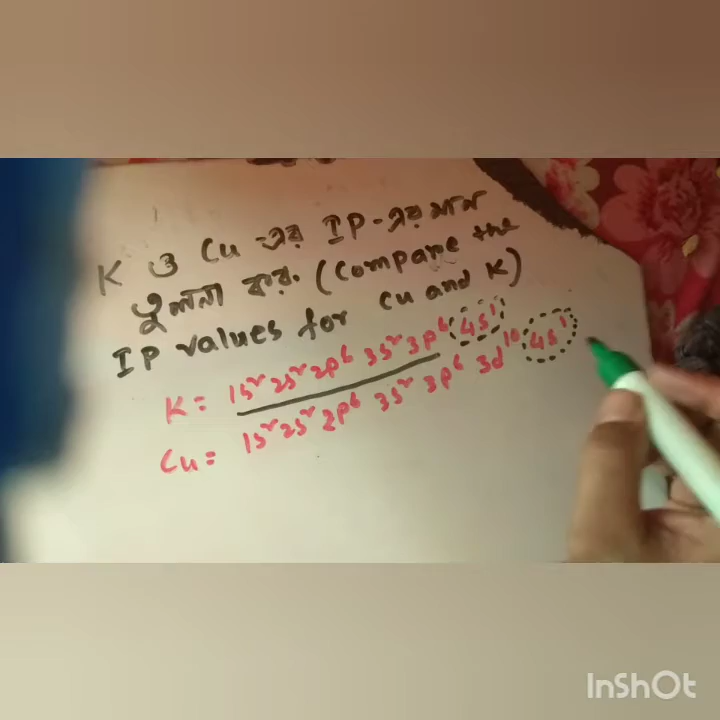 K ও Cu-এর IP-এর মান
তুলনা কর. (Compare the
IP values for Cu and K)
K = 1s² 2s² 2p⁶ 3s² 3p⁶ 4s¹
Cu = 1s² 2s² 2p⁶ 3s² 3p⁶ 3d¹⁰ 4s¹
InShOt